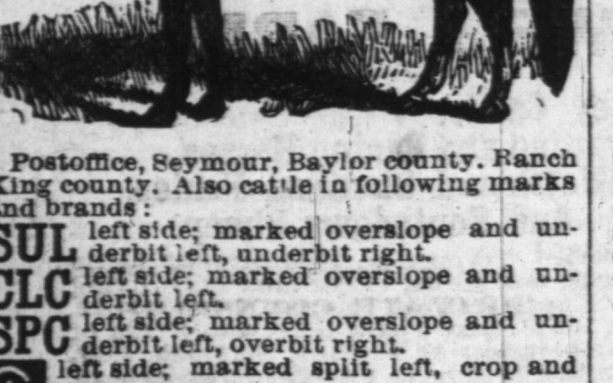 Postoffice, Seymour, Baylor county. Ranch
King county. Also cattle in following marks
and brands:
SUL left side; marked overslope and un-
derbit left, underbit right.
CLC left side; marked overslope and un-
derbit left.
SPC left side; marked overslope and un-
derbit left, overbit right.
left side; marked split left, crop and